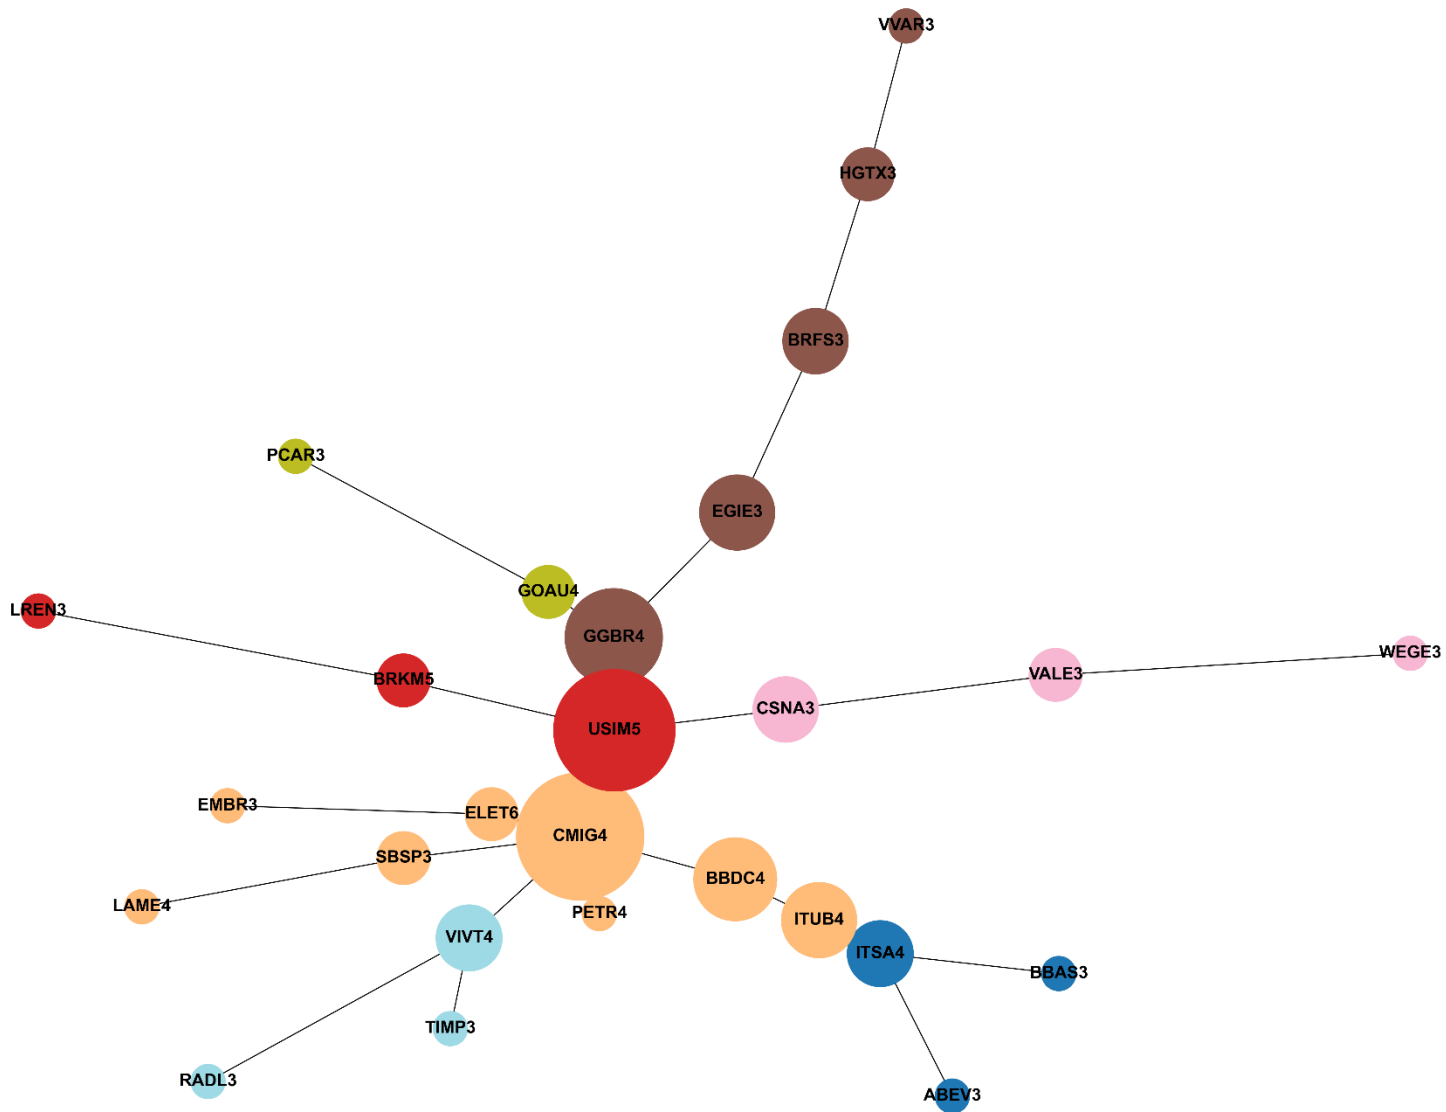 VVAR3
HGTX3
BRFS3
PCAR3
EGIE3
GOAU4
LREN3
GGBR4
WEGE3
BRKM5
VALE3
CSNA3
USIM5
EMBR3
ELET6
CMIG4
SBSP3
BBDC4
LAME4
PETR4
ITUB4
VIVT4
ITSA4
BBAS3
TIMP3
RADL3
ABEV3